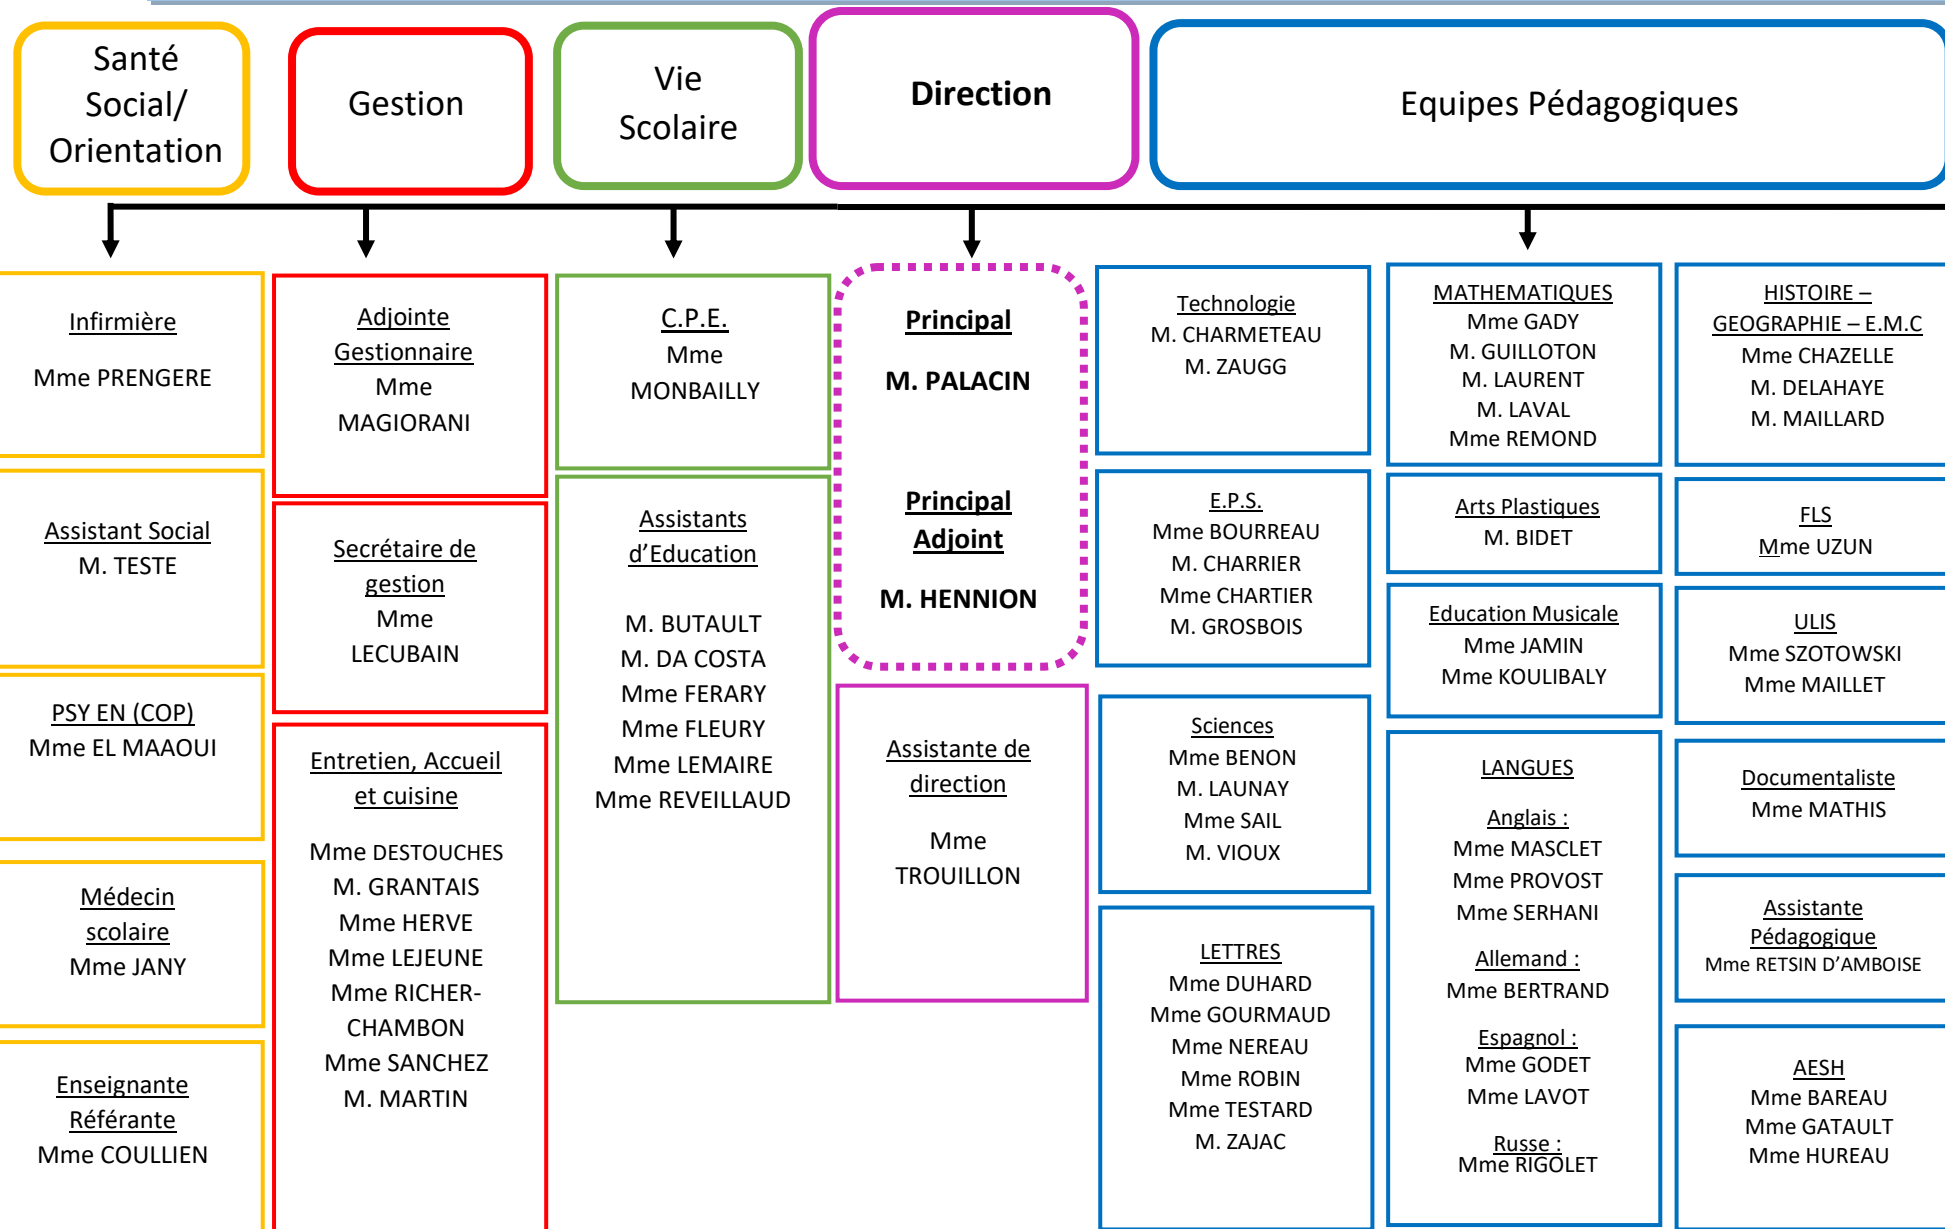 Santé
Social/
Orientation
Gestion
Vie
Scolaire
Direction
Equipes Pédagogiques
Infirmière
Mme PRENGERE
Assistant Social
M. TESTE
PSY EN (COP)
Mme EL MAAOUI
Médecin
scolaire
Mme JANY
Enseignante
Référante
Mme COULLIEN
Adjointe
Gestionnaire
Mme
MAGIORANI
Secrétaire de
gestion
Mme
LECUBAIN
Entretien, Accueil
et cuisine
Mme DESTOUCHES
M. GRANTAIS
Mme HERVE
Mme LEJEUNE
Mme RICHER-
CHAMBON
Mme SANCHEZ
M. MARTIN
C.P.E.
Mme
MONBAILLY
Assistants
d’Education
M. BUTAULT
M. DA COSTA
Mme FERARY
Mme FLEURY
Mme LEMAIRE
Mme REVEILLAUD
Principal
M. PALACIN
Principal
Adjoint
M. HENNION
Assistante de
direction
Mme
TROUILLON
Technologie
M. CHARMETEAU
M. ZAUGG
E.P.S.
Mme BOURREAU
M. CHARRIER
Mme CHARTIER
M. GROSBOIS
Sciences
Mme BENON
M. LAUNAY
Mme SAIL
M. VIOUX
LETTRES
Mme DUHARD
Mme GOURMAUD
Mme NEREAU
Mme ROBIN
Mme TESTARD
M. ZAJAC
MATHEMATIQUES
Mme GADY
M. GUILLOTON
M. LAURENT
M. LAVAL
Mme REMOND
Arts Plastiques
M. BIDET
Education Musicale
Mme JAMIN
Mme KOULIBALY
LANGUES
Anglais :
Mme MASCLET
Mme PROVOST
Mme SERHANI
Allemand :
Mme BERTRAND
Espagnol :
Mme GODET
Mme LAVOT
Russe :
Mme RIGOLET
HISTOIRE –
GEOGRAPHIE – E.M.C
Mme CHAZELLE
M. DELAHAYE
M. MAILLARD
FLS
Mme UZUN
ULIS
Mme SZOTOWSKI
Mme MAILLET
Documentaliste
Mme MATHIS
Assistante
Pédagogique
Mme RETSIN D’AMBOISE
AESH
Mme BAREAU
Mme GATAULT
Mme HUREAU